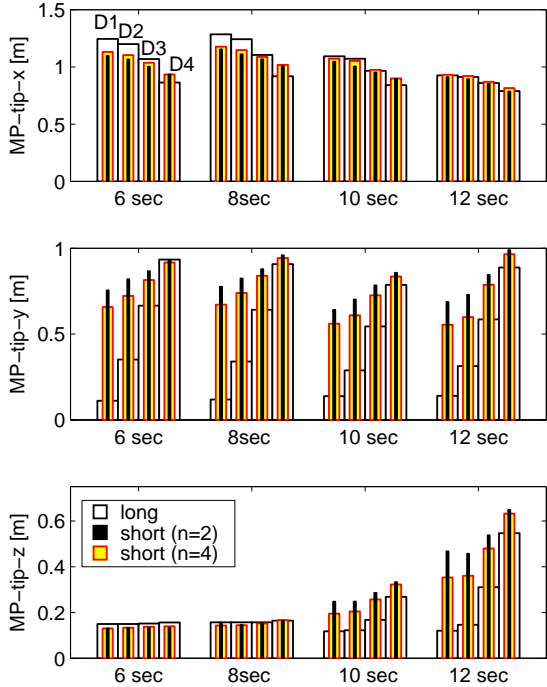 MP-tip-x [m]
1.5
1
0.5
0
D1
D2
D3
D4
6 sec
8sec
10 sec
12 sec
MP-tip-y [m]
1
0.5
0
6 sec
8sec
10 sec
12 sec
MP-tip-z [m]
0.6
0.4
0.2
0
long
short (n=2)
short (n=4)
6 sec
8sec
10 sec
12 sec